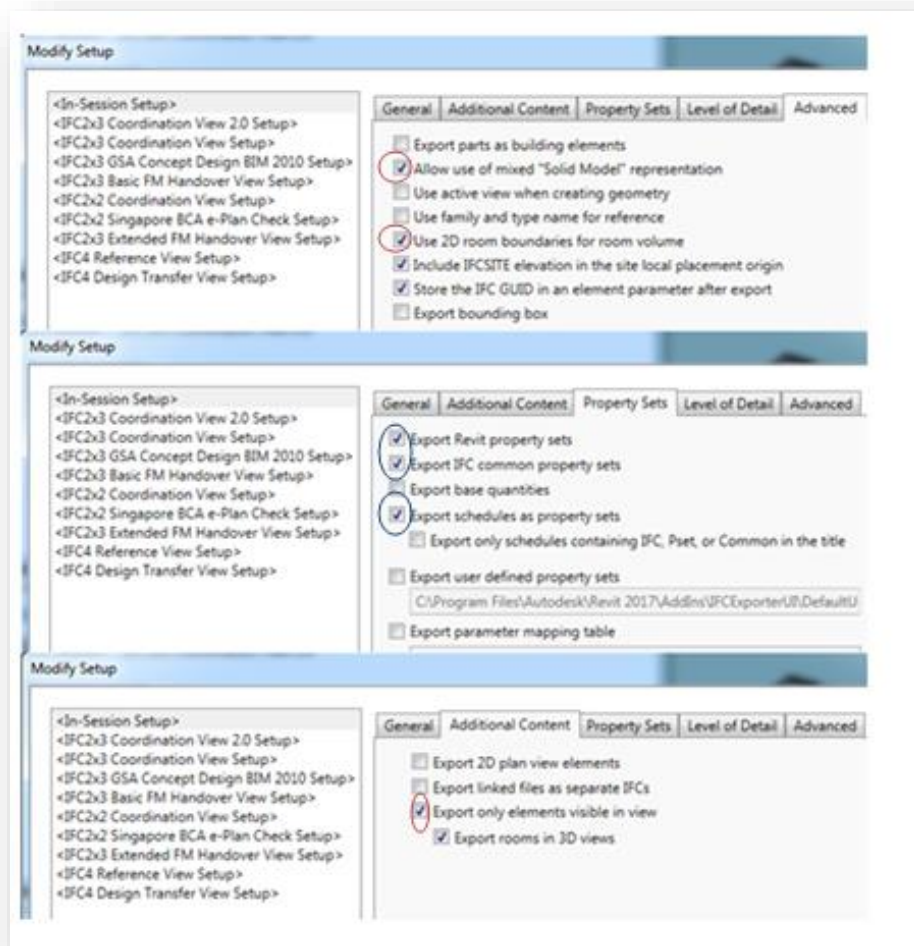 Modify Setup
<In-Session Setup>
<IFC2x3 Coordination View 2.0 Setup>
<IFC2x3 Coordination View Setup>
<IFC2x3 GSA Concept Design BIM 2010 Setup>
<IFC2x3 Basic FM Handover View Setup>
<IFC2x2 Coordination View Setup>
<IFC2x2 Singapore BCA e-Plan Check Setup>
<IFC2x3 Extended FM Handover View Setup>
<IFC4 Reference View Setup>
<IFC4 Design Transfer View Setup>
General Additional Content Property Sets Level of Detail Advanced
Export parts as building elements
Allow use of mixed "Solid Model" representation
Use active view when creating geometry
Use family and type name for reference
Use 2D room boundaries for room volume
Include IFCSITE elevation in the site local placement origin
Store the IFC GUID in an element parameter after export
Export bounding box
Modify Setup
<In-Session Setup>
<IFC2x3 Coordination View 2.0 Setup>
<IFC2x3 Coordination View Setup>
<IFC2x3 GSA Concept Design BIM 2010 Setup>
<IFC2x3 Basic FM Handover View Setup>
<IFC2x2 Coordination View Setup>
<IFC2x2 Singapore BCA e-Plan Check Setup>
<IFC2x3 Extended FM Handover View Setup>
<IFC4 Reference View Setup>
<IFC4 Design Transfer View Setup>
General Additional Content Property Sets Level of Detail Advanced
Export Revit property sets
Export IFC common property sets
Export base quantities
Export schedules as property sets
Export only schedules containing IFC, Pset, or Common in the title
Export user defined property sets
C:\Program Files\Autodesk\Revit 2017\AddIns\IFCExporterUI\DefaultU
Export parameter mapping table
Modify Setup
<In-Session Setup>
<IFC2x3 Coordination View 2.0 Setup>
<IFC2x3 Coordination View Setup>
<IFC2x3 GSA Concept Design BIM 2010 Setup>
<IFC2x3 Basic FM Handover View Setup>
<IFC2x2 Coordination View Setup>
<IFC2x2 Singapore BCA e-Plan Check Setup>
<IFC2x3 Extended FM Handover View Setup>
<IFC4 Reference View Setup>
<IFC4 Design Transfer View Setup>
General Additional Content Property Sets Level of Detail Advanced
Export 2D plan view elements
Export linked files as separate IFCs
Export only elements visible in view
Export rooms in 3D views